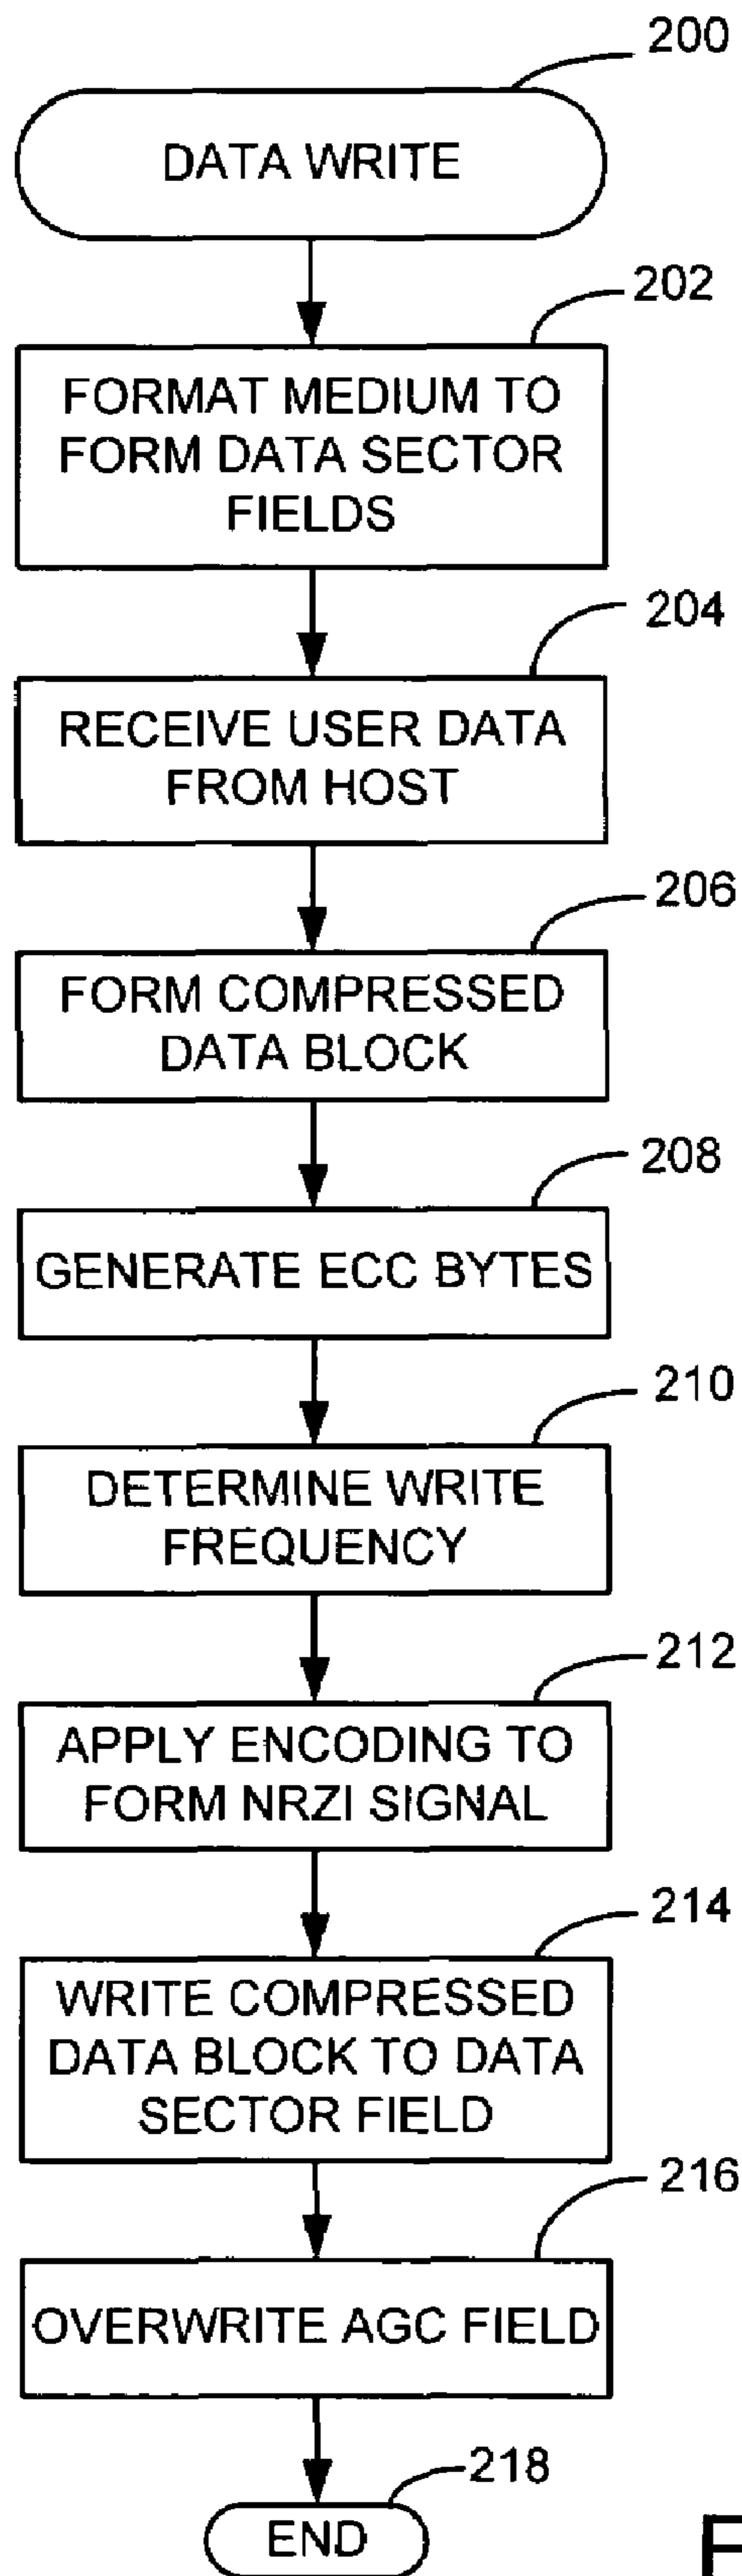 200
DATA WRITE
202
FORMAT MEDIUM TO
FORM DATA SECTOR
FIELDS
204
RECEIVE USER DATA
FROM HOST
206
FORM COMPRESSED
DATA BLOCK
208
GENERATE ECC BYTES
210
DETERMINE WRITE
FREQUENCY
212
APPLY ENCODING TO
FORM NRZI SIGNAL
214
WRITE COMPRESSED
DATA BLOCK TO DATA
SECTOR FIELD
216
OVERWRITE AGC FIELD
218
END